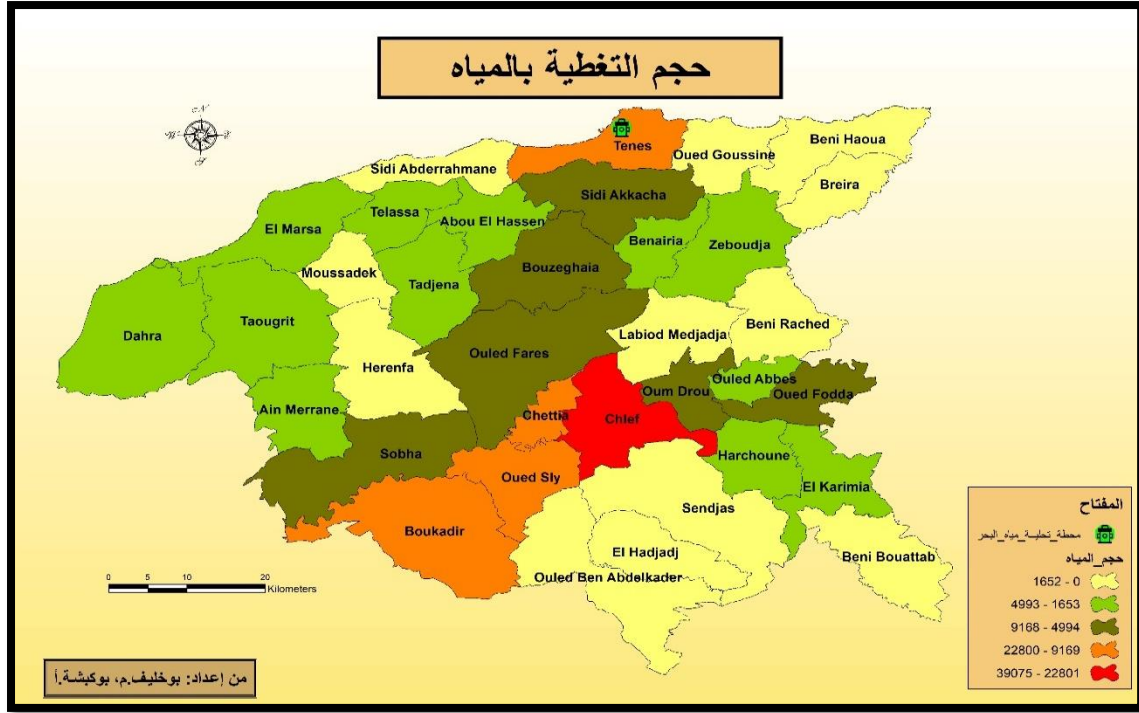 حجم التغطية بالمياه
N
W
E
S
Tenes
Oued Goussine
Beni Haoua
Sidi Abderrahmane
Breira
Sidi Akkacha
Telassa
Abou El Hassen
El Marsa
Benairia
Zeboudja
Moussadek
Bouzeghaia
Tadjena
Dahra
Taougrit
Labiod Medjadja
Beni Rached
Herenfa
Ouled Fares
Ouled Abbes
Oum Drou
Oued Fodda
Ain Merrane
Chettia
Chlef
Sobha
Harchoune
Oued Sly
El Karimia
Sendjas
Boukadir
El Hadjadj
Beni Bouattab
Ouled Ben Abdelkader
0 5 10 20
Kilometers
المفتاح
محطة_تحلية_مياه_البحر
حجم_المياه
1652 - 0
4993 - 1653
9168 - 4994
22800 - 9169
39075 - 22801
من إعداد: بوخليف.م، بوكبشة.أ